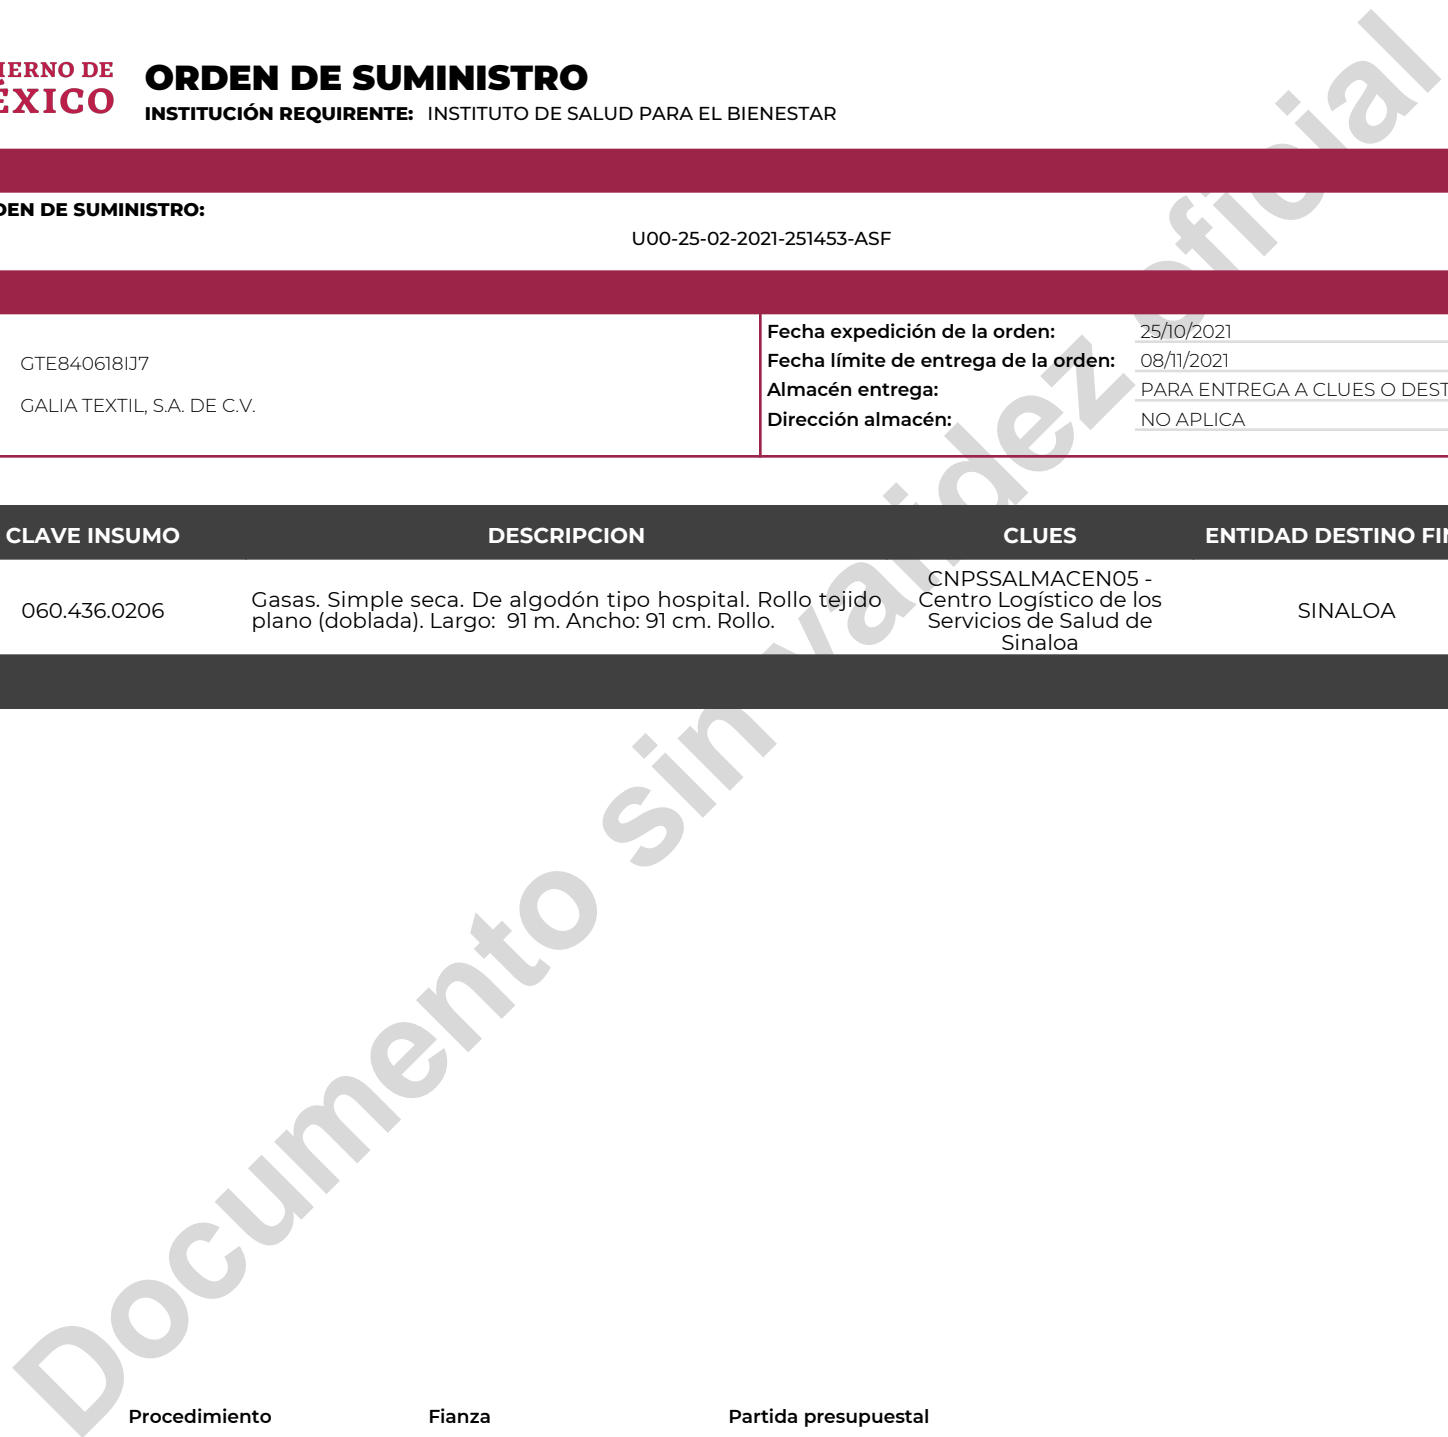 IERNO DE
ÉXICO
ORDEN DE SUMINISTRO
INSTITUCIÓN REQUIRENTE: INSTITUTO DE SALUD PARA EL BIENESTAR
DEN DE SUMINISTRO:
U00-25-02-2021-251453-ASF
GTE840618IJ7
GALIA TEXTIL, S.A. DE C.V.
Fecha expedición de la orden: 25/10/2021
Fecha límite de entrega de la orden: 08/11/2021
Almacén entrega: PARA ENTREGA A CLUES O DEST
Dirección almacén: NO APLICA
CLAVE INSUMO DESCRIPCION CLUES ENTIDAD DESTINO FIN
060.436.0206
Gasas. Simple seca. De algodón tipo hospital. Rollo tejido
plano (doblada). Largo: 91 m. Ancho: 91 cm. Rollo.
CNPSSALMACEN05 -
Centro Logístico de los
Servicios de Salud de
Sinaloa
SINALOA
Documento sin validez oficial
Procedimiento Fianza Partida presupuestal